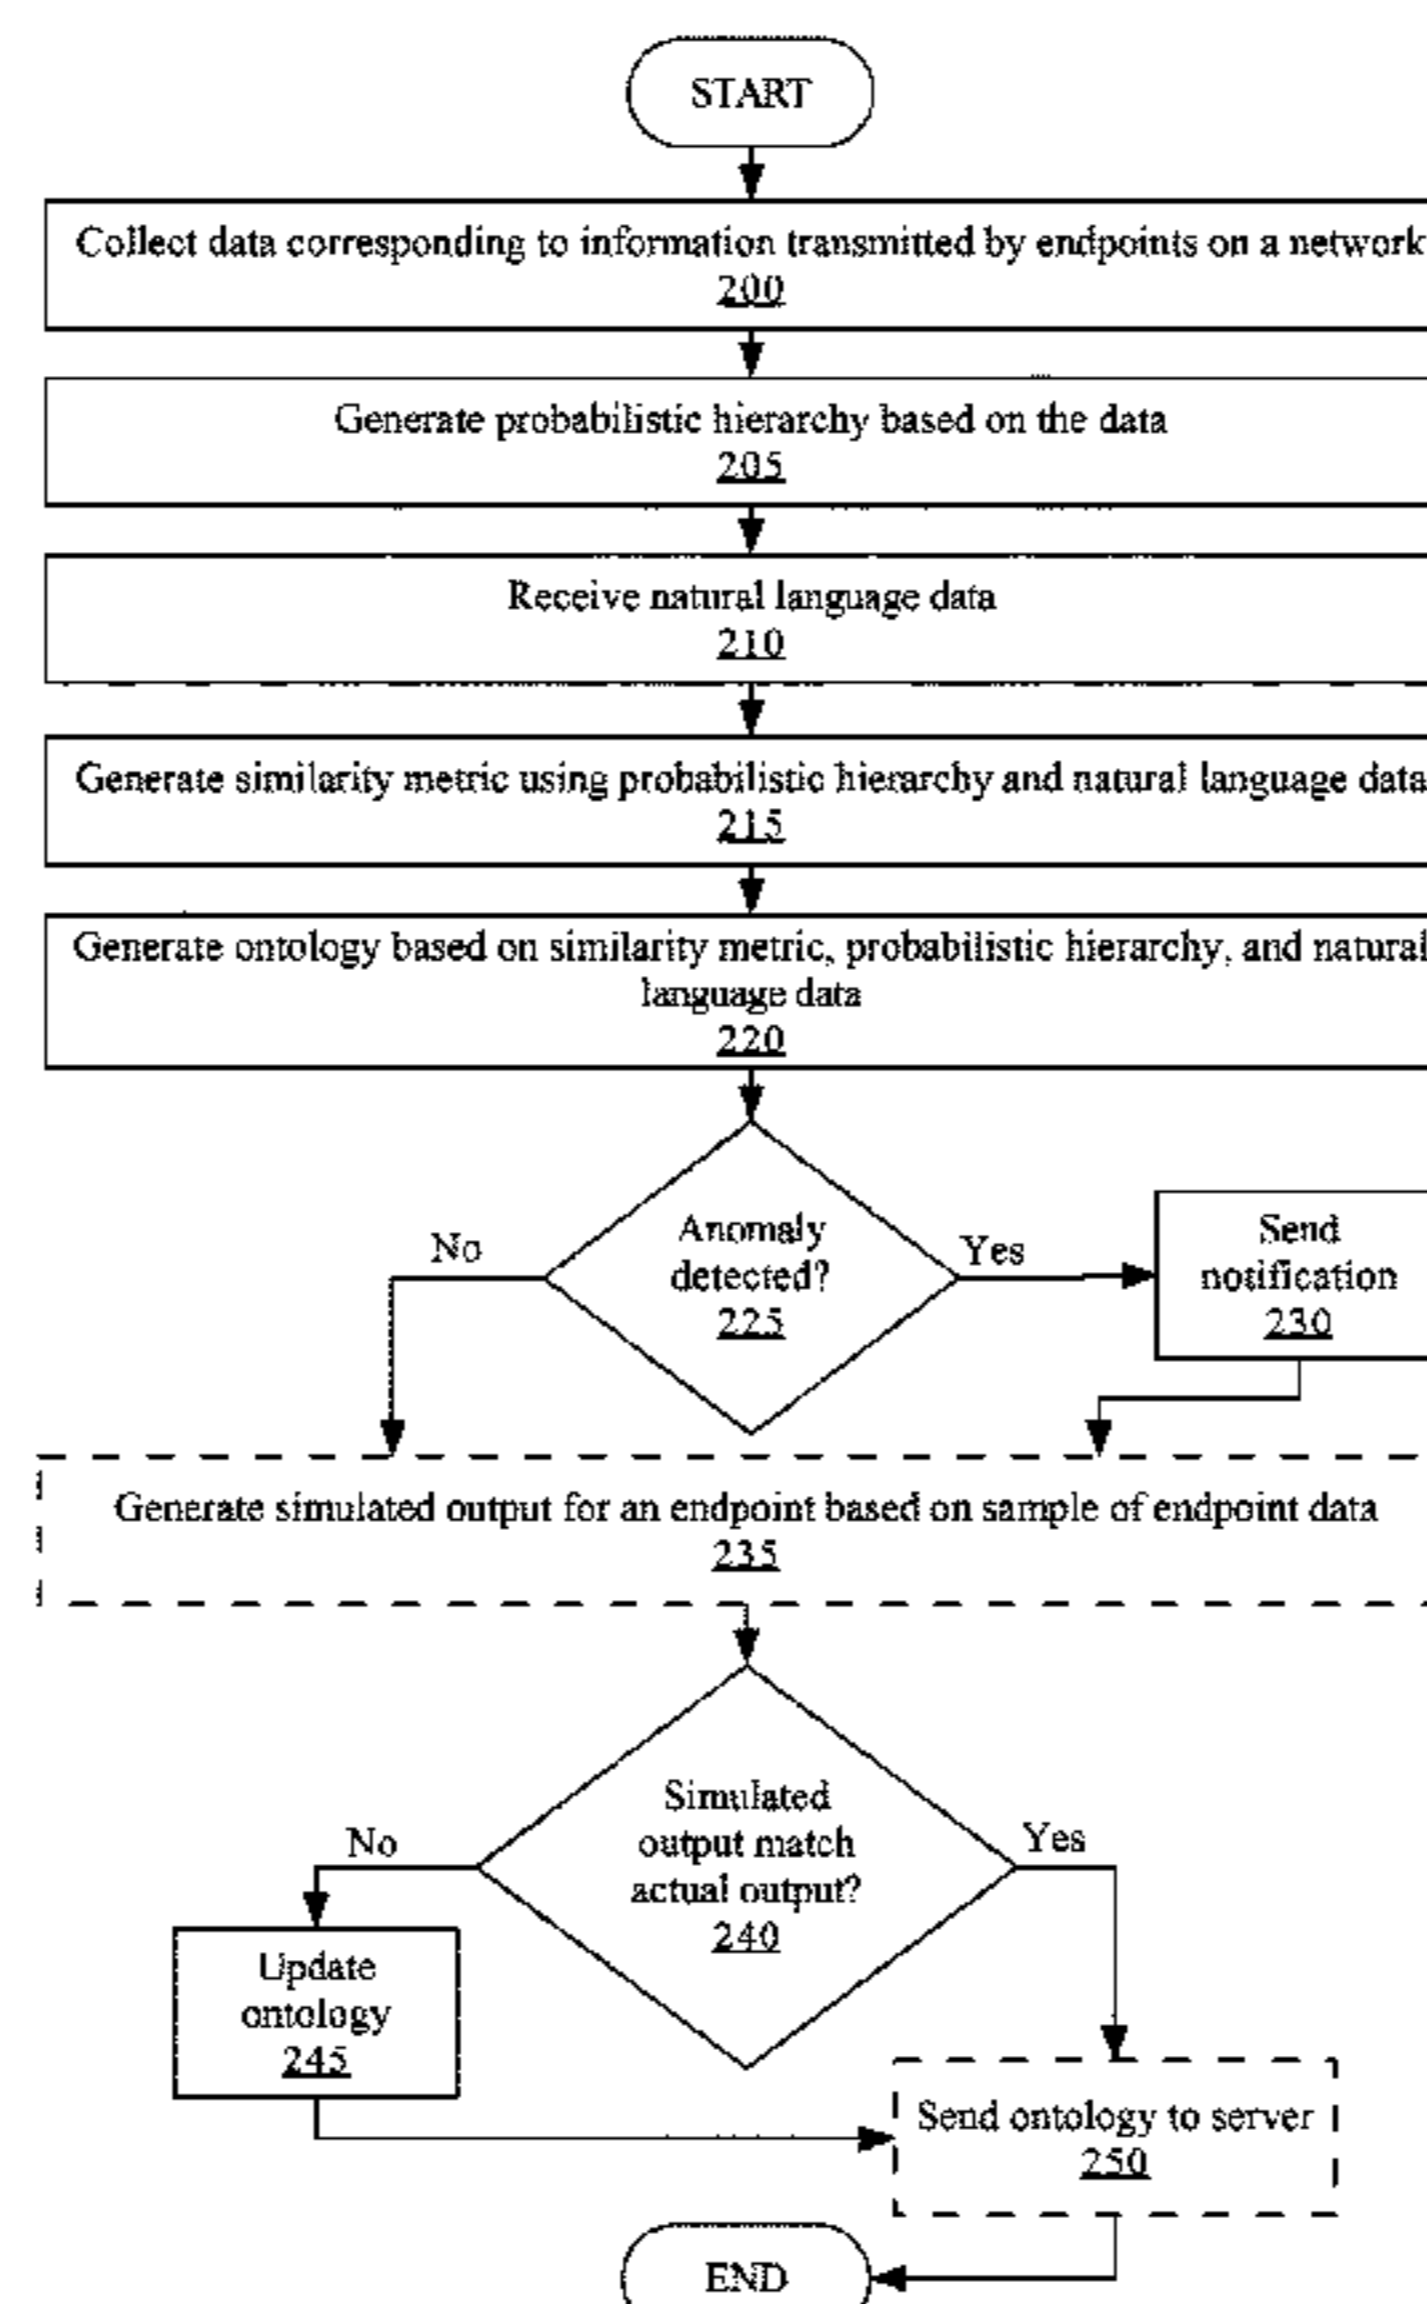 START
Collect data corresponding to information transmitted by endpoints on a network
200
Generate probabilistic hierarchy based on the data
205
Receive natural language data
210
Generate similarity metric using probabilistic hierarchy and natural language data
215
Generate ontology based on similarity metric, probabilistic hierarchy, and natural
language data
220
Anomaly
detected?
225
No
Yes
Send
notification
230
Generate simulated output for an endpoint based on sample of endpoint data
235
Simulated
output match
actual output?
240
No
Yes
Update
ontology
245
Send ontology to server
250
END